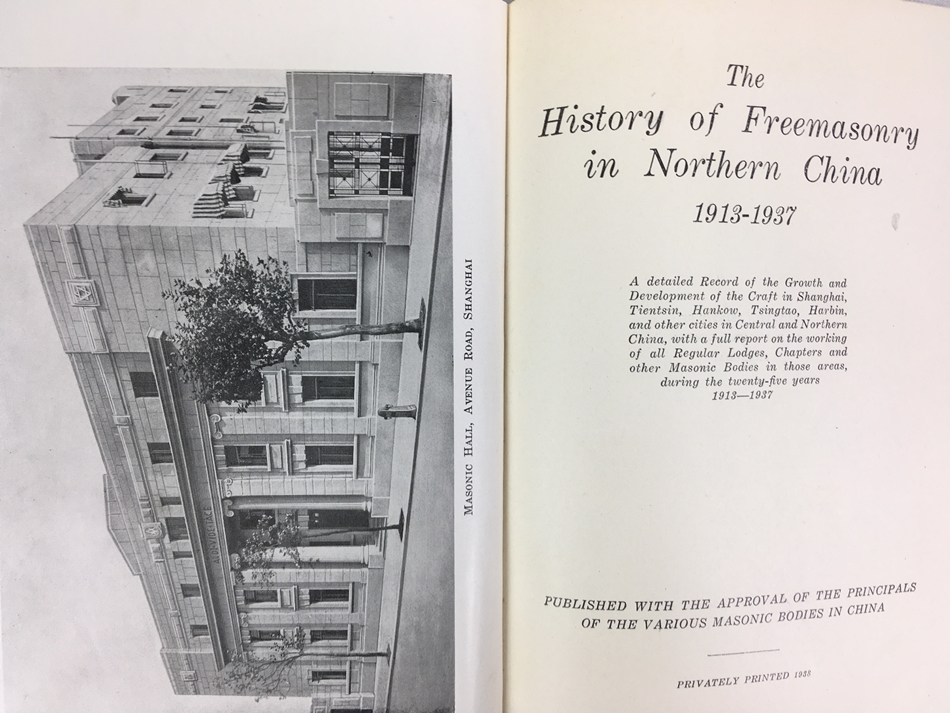 MASONIC HALL, AVENUE ROAD, SHANGHAI
The
History of Freemasonry
in Northern China
1913-1937
A detailed Record of the Growth and
Development of the Craft in Shanghai,
Tientsin, Hankow, Tsingtao, Harbin,
and other cities in Central and Northern
China, with a full report on the working
of all Regular Lodges, Chapters and
other Masonic Bodies in those areas,
during the twenty-five years
1913—1937
PUBLISHED WITH THE APPROVAL OF THE PRINCIPALS
OF THE VARIOUS MASONIC BODIES IN CHINA
PRIVATELY PRINTED 1938